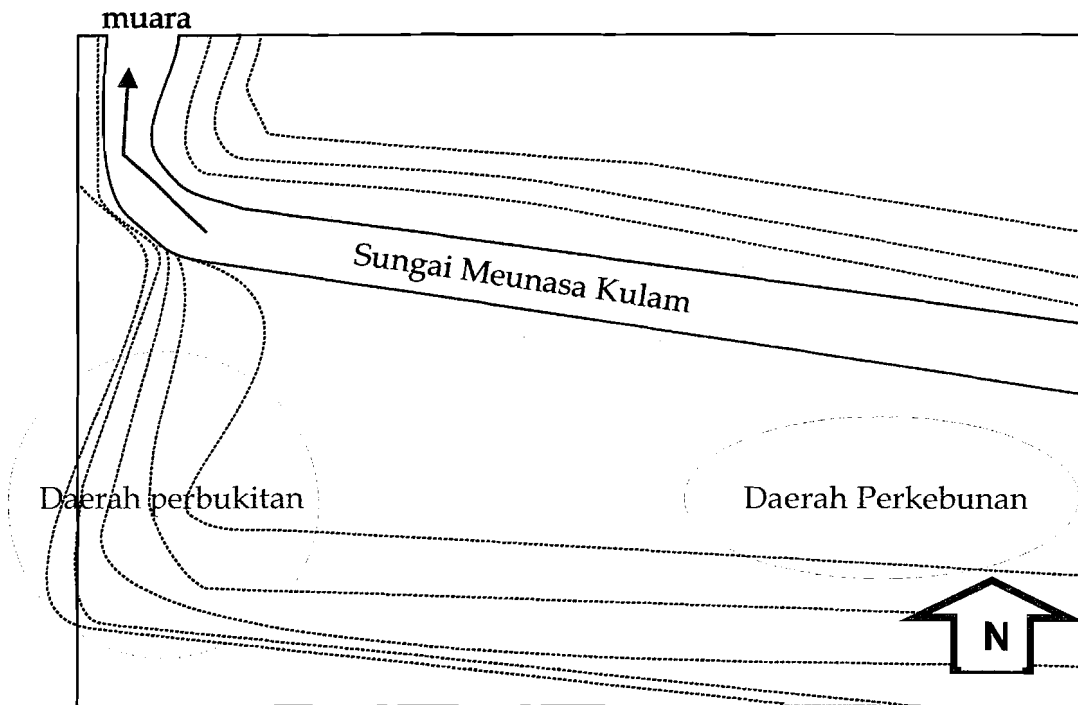 muara
Sungai Meunasa Kulam
Daerah perbukitan
Daerah Perkebunan
N